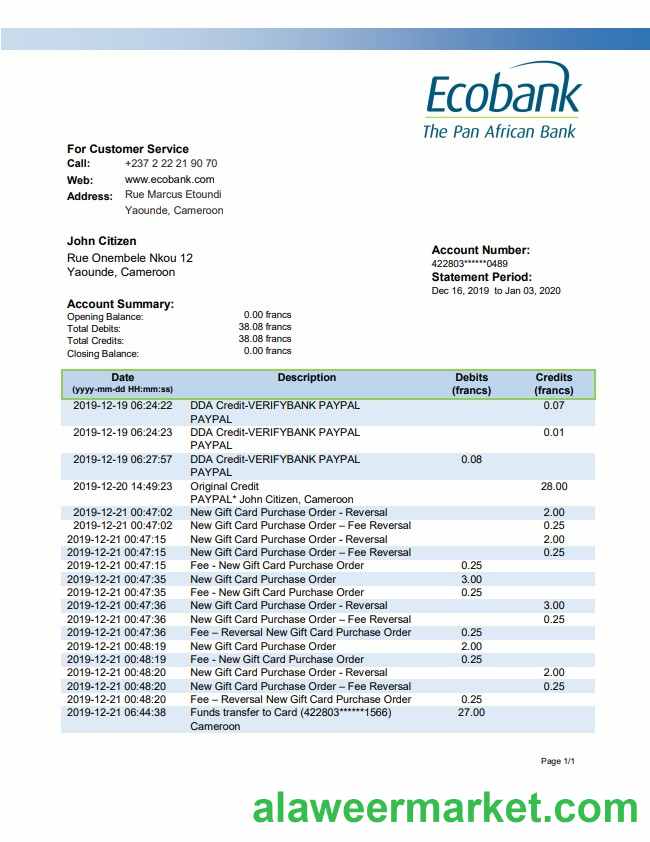 Ecobank
The Pan African Bank
For Customer Service
Call: +237 2 22 21 90 70
Web: www.ecobank.com
Address: Rue Marcus Etoundi
Yaounde, Cameroon
John Citizen
Rue Onembele Nkou 12
Yaounde, Cameroon
Account Number:
422803******0489
Statement Period:
Dec 16, 2019 to Jan 03, 2020
Account Summary:
Opening Balance: 0.00 francs
Total Debits: 38.08 francs
Total Credits: 38.08 francs
Closing Balance: 0.00 francs
Date Description Debits Credits
(yyyy-mm-dd HH:mm:ss) (francs) (francs)
2019-12-19 06:24:22 DDA Credit-VERIFYBANK PAYPAL 0.07
PAYPAL
2019-12-19 06:24:23 DDA Credit-VERIFYBANK PAYPAL 0.01
PAYPAL
2019-12-19 06:27:57 DDA Credit-VERIFYBANK PAYPAL 0.08
PAYPAL
2019-12-20 14:49:23 Original Credit 28.00
PAYPAL* John Citizen, Cameroon
2019-12-21 00:47:02 New Gift Card Purchase Order - Reversal 2.00
2019-12-21 00:47:02 New Gift Card Purchase Order – Fee Reversal 0.25
2019-12-21 00:47:15 New Gift Card Purchase Order - Reversal 2.00
2019-12-21 00:47:15 New Gift Card Purchase Order – Fee Reversal 0.25
2019-12-21 00:47:15 Fee - New Gift Card Purchase Order 0.25
2019-12-21 00:47:35 New Gift Card Purchase Order 3.00
2019-12-21 00:47:35 Fee - New Gift Card Purchase Order 0.25
2019-12-21 00:47:36 New Gift Card Purchase Order - Reversal 3.00
2019-12-21 00:47:36 New Gift Card Purchase Order – Fee Reversal 0.25
2019-12-21 00:47:36 Fee – Reversal New Gift Card Purchase Order 0.25
2019-12-21 00:48:19 New Gift Card Purchase Order 2.00
2019-12-21 00:48:19 Fee - New Gift Card Purchase Order 0.25
2019-12-21 00:48:20 New Gift Card Purchase Order - Reversal 2.00
2019-12-21 00:48:20 New Gift Card Purchase Order – Fee Reversal 0.25
2019-12-21 00:48:20 Fee – Reversal New Gift Card Purchase Order 0.25
2019-12-21 06:44:38 Funds transfer to Card (422803******1566) 27.00
Cameroon
Page 1/1
alaweermarket.com